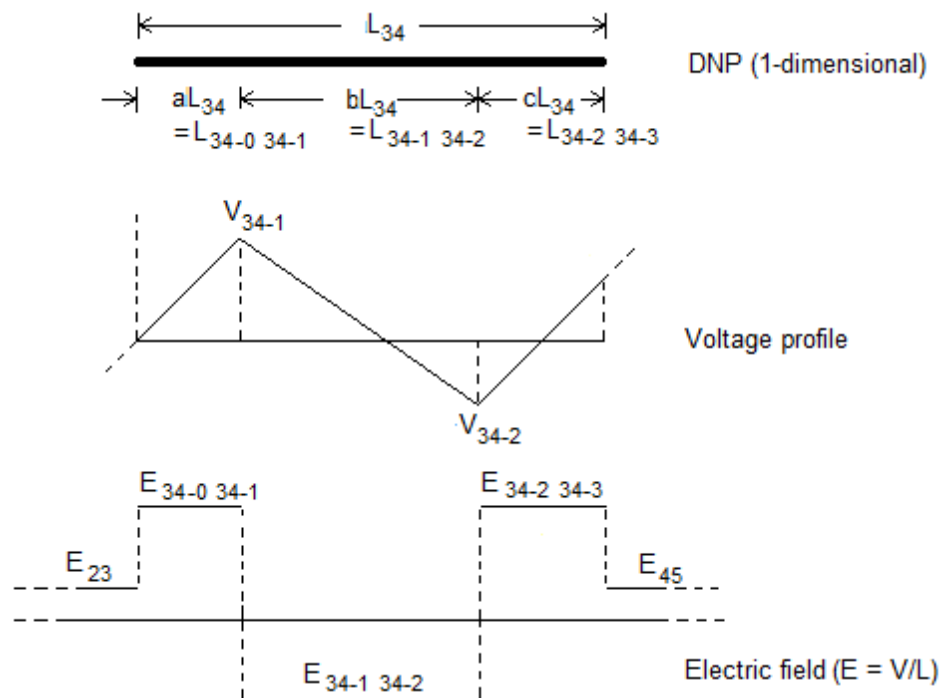 L34
DNP (1-dimensional)
aL34 bL34 cL34
=L34-0 34-1 =L34-1 34-2 =L34-2 34-3
V34-1
Voltage profile
V34-2
E34-0 34-1 E34-2 34-3
E23 E45
E34-1 34-2
Electric field (E = V/L)